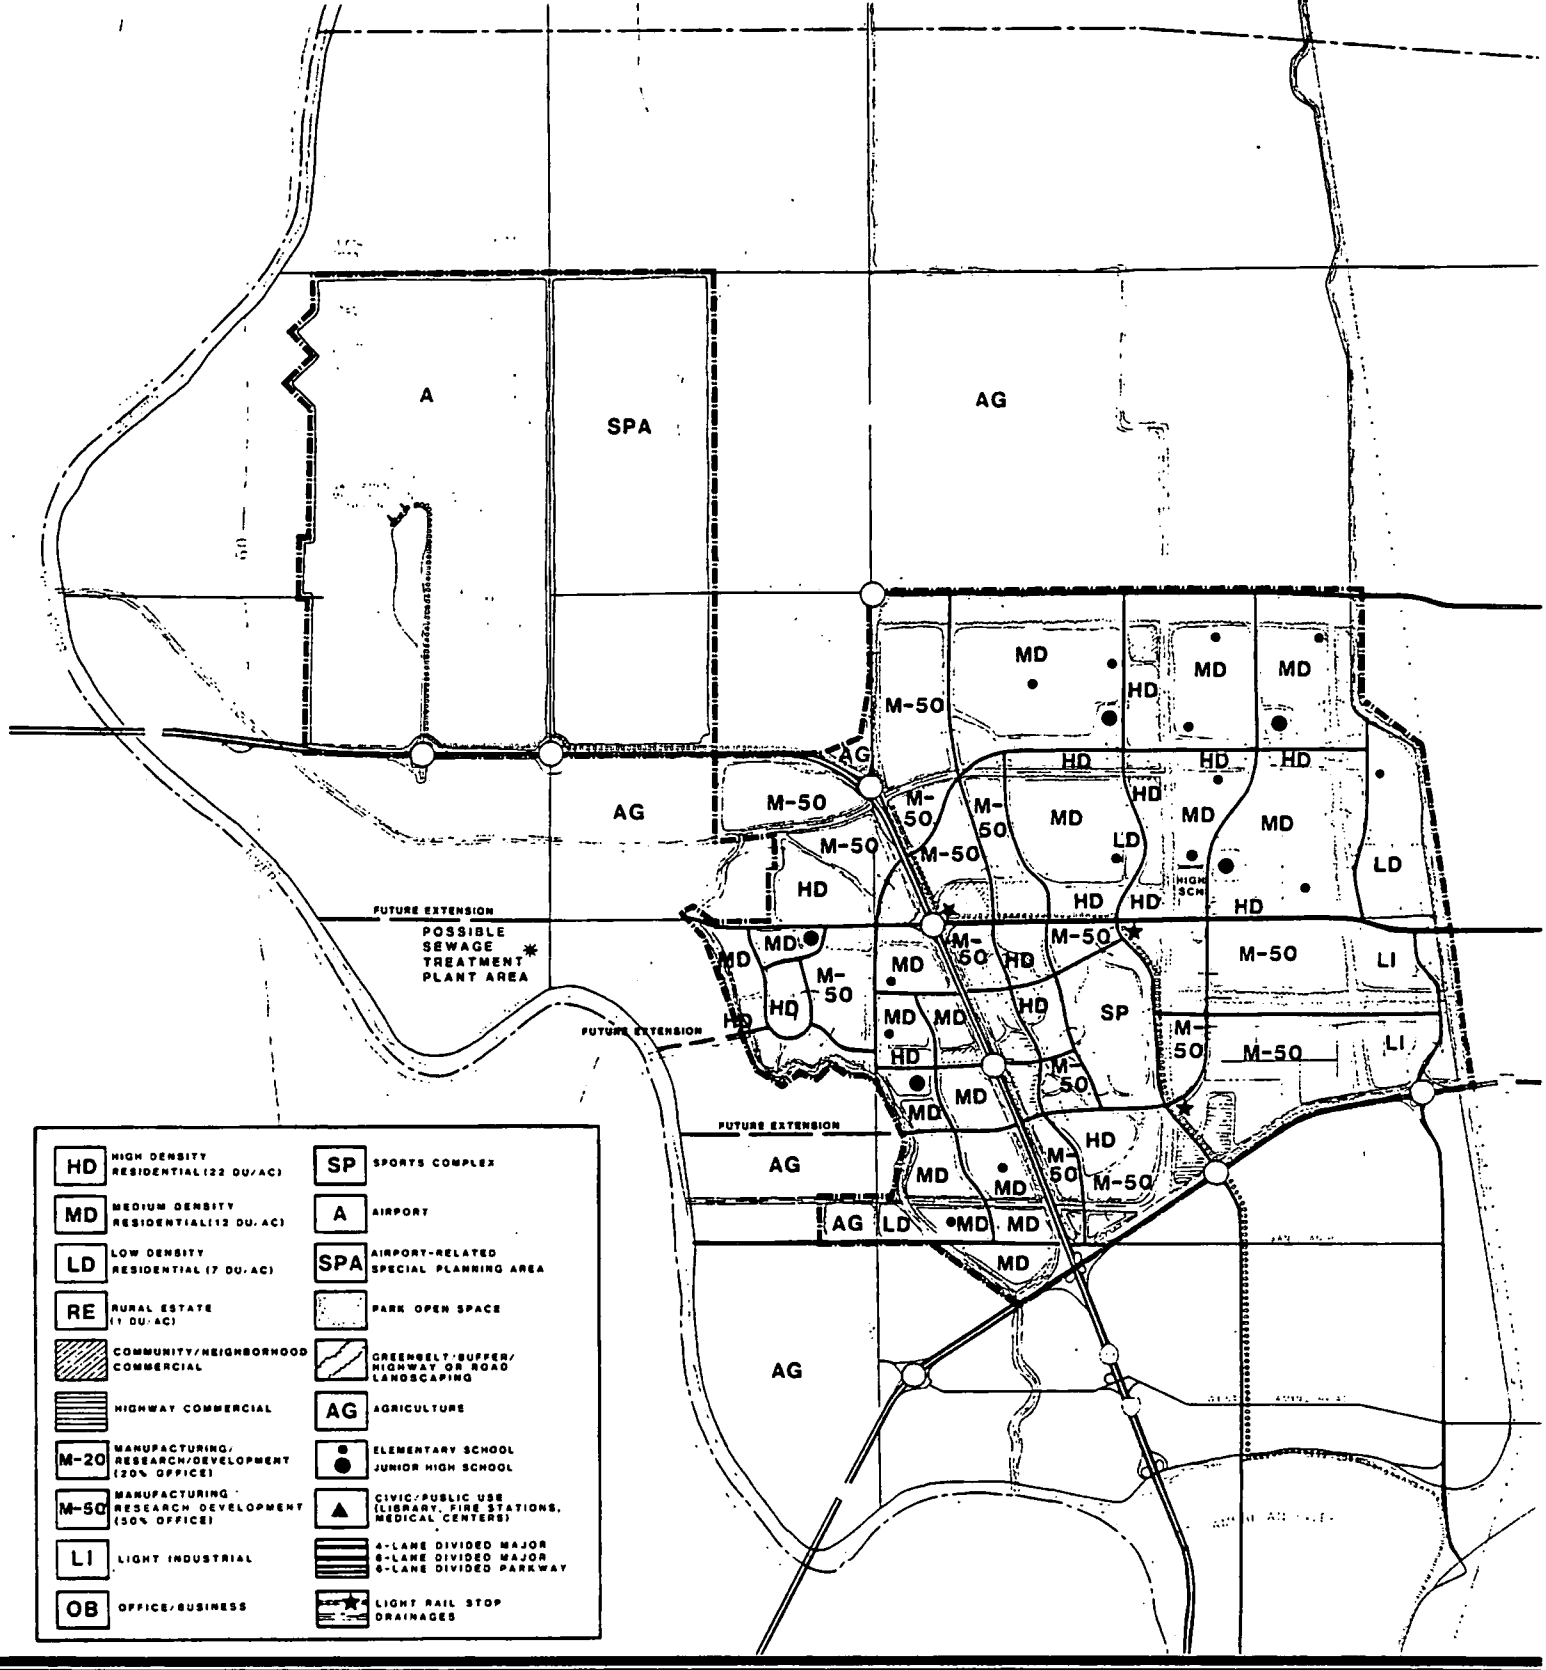 A
SPA
AG
MD
MD
MD
HD
M-50
AG
HD
HD
HD
M-50
M-
50
M-
50
HD
MD
MD
MD
AG
M-50
M-50
LD
HD
LD
HIGH
SCH
HD
HD
HD
FUTURE EXTENSION
POSSIBLE
SEWAGE
TREATMENT
PLANT AREA
MD
MD
M-
50
MD
M-
50
HD
M-50
M-50
LI
HD
HD
MD
MD
HD
SP
FUTURE EXTENSION
HD
M-
50
M-50
LI
M-
50
MD
MD
FUTURE EXTENSION
HD
AG
MD
MD
M-
50
M-50
AG
LD
MD
MD
MD
AG
HD
HIGH DENSITY
RESIDENTIAL (22 DU/AC)
MD
MEDIUM DENSITY
RESIDENTIAL (12 DU/AC)
LD
LOW DENSITY
RESIDENTIAL (7 DU/AC)
RE
RURAL ESTATE
(1 DU/AC)
COMMUNITY/NEIGHBORHOOD
COMMERCIAL
HIGHWAY COMMERCIAL
M-20
MANUFACTURING/
RESEARCH/DEVELOPMENT
(20% OFFICE)
M-50
MANUFACTURING
RESEARCH DEVELOPMENT
(50% OFFICE)
LI
LIGHT INDUSTRIAL
OB
OFFICE/BUSINESS
SP
SPORTS COMPLEX
A
AIRPORT
SPA
AIRPORT-RELATED
SPECIAL PLANNING AREA
PARK OPEN SPACE
GREENBELT/BUFFER/
HIGHWAY OR ROAD
LANDSCAPING
AG
AGRICULTURE
ELEMENTARY SCHOOL
JUNIOR HIGH SCHOOL
CIVIC/PUBLIC USE
(LIBRARY, FIRE STATIONS,
MEDICAL CENTERS)
4-LANE DIVIDED MAJOR
6-LANE DIVIDED MAJOR
6-LANE DIVIDED PARKWAY
LIGHT RAIL STOP
DRAINAGES